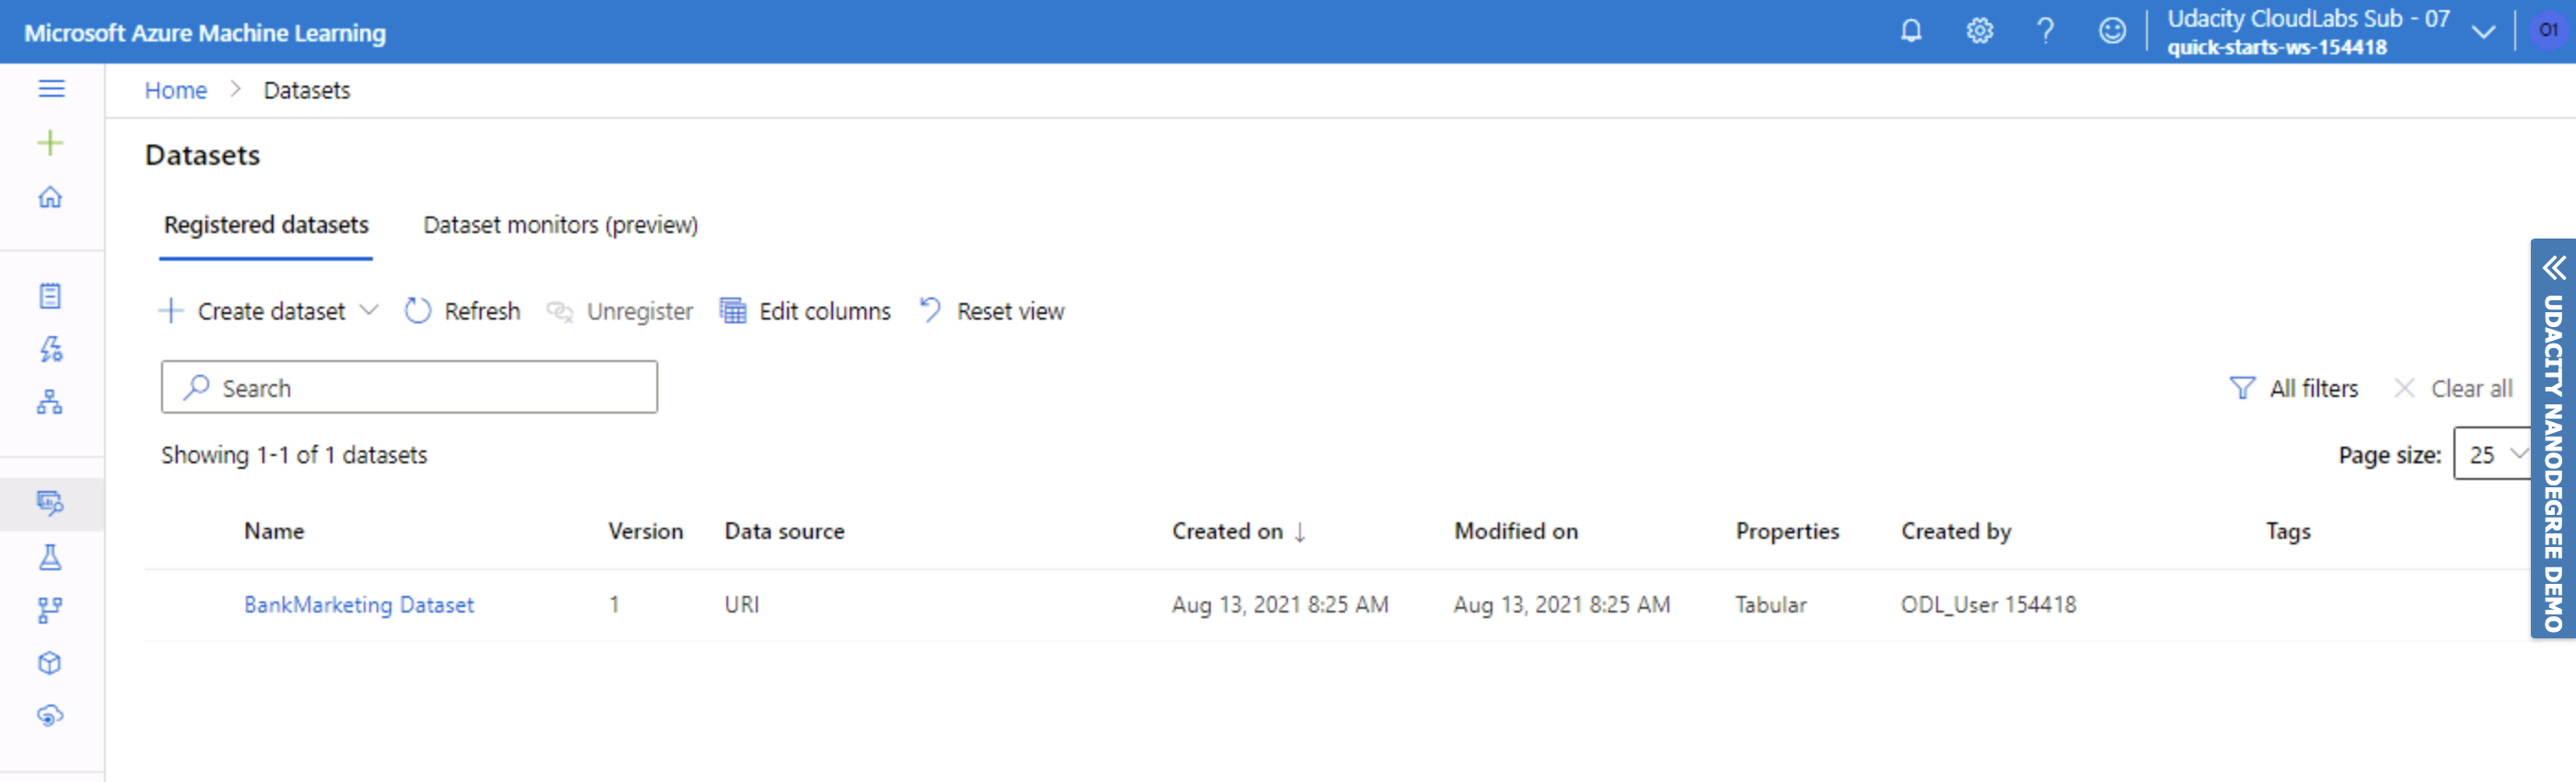 Microsoft Azure Machine Learning
Udacity CloudLabs Sub - 07
quick-starts-ws-154418
01
Home > Datasets
Datasets
Registered datasets Dataset monitors (preview)
Create dataset Refresh Unregister Edit columns Reset view
Search
All filters Clear all
Showing 1-1 of 1 datasets
Page size: 25
Name Version Data source Created on ↓ Modified on Properties Created by Tags
BankMarketing Dataset 1 URI Aug 13, 2021 8:25 AM Aug 13, 2021 8:25 AM Tabular ODL_User 154418
UDACITY NANODEGREE DEMO